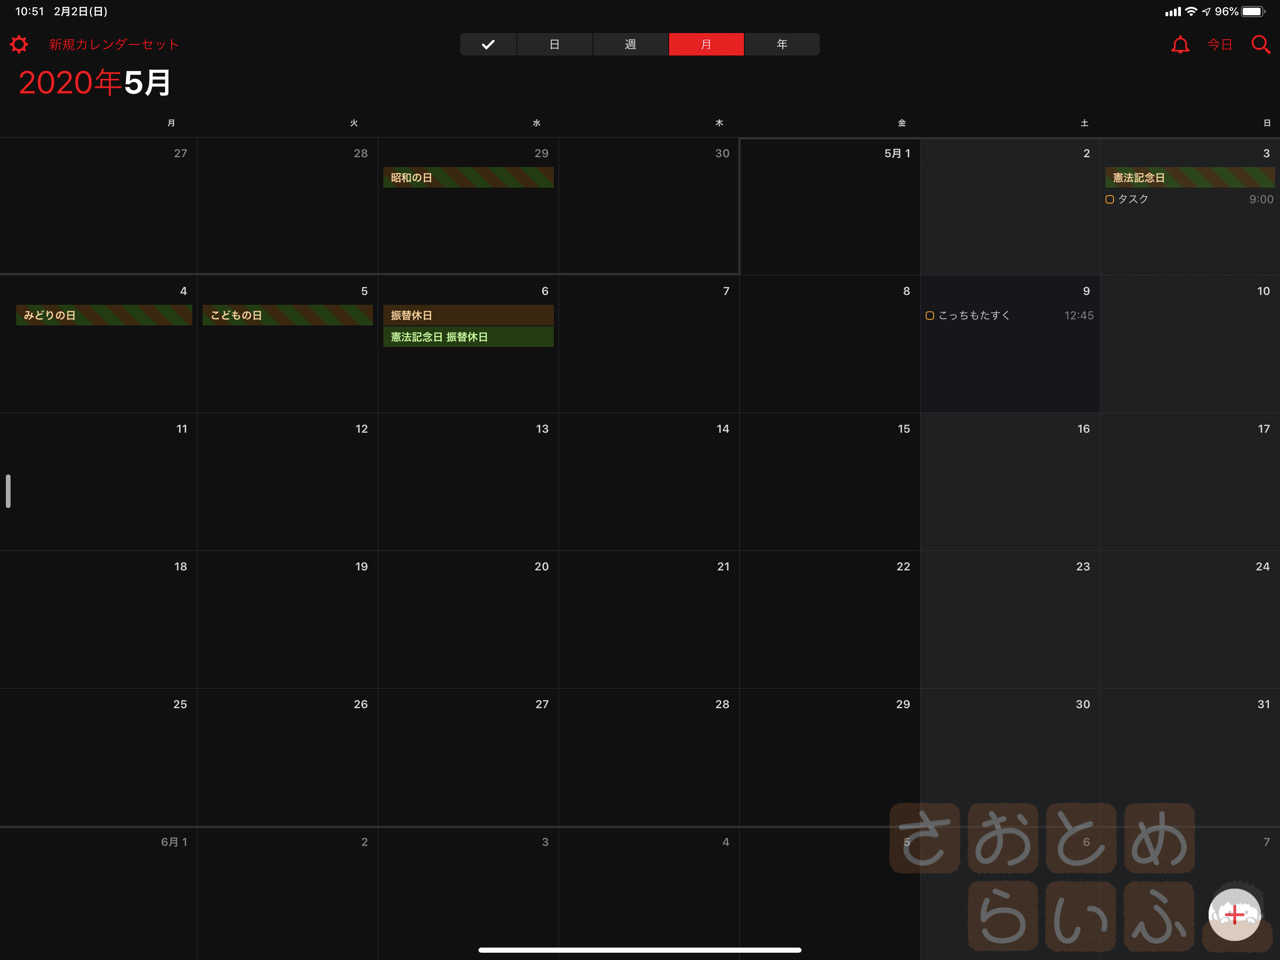 10:51 2月2日(日)
96%
新規カレンダーセット
日 週 月 年
今日
2020年5月
月 火 水 木 金 土 日
27 28 29 30 5月 1 2 3
昭和の日
憲法記念日
タスク 9:00
4 5 6 7 8 9 10
みどりの日
こどもの日
振替休日
憲法記念日 振替休日
こっちもたすく 12:45
11 12 13 14 15 16 17
18 19 20 21 22 23 24
25 26 27 28 29 30 31
6月 1 2 3 4 5 6 7
さおとめ
らいふ